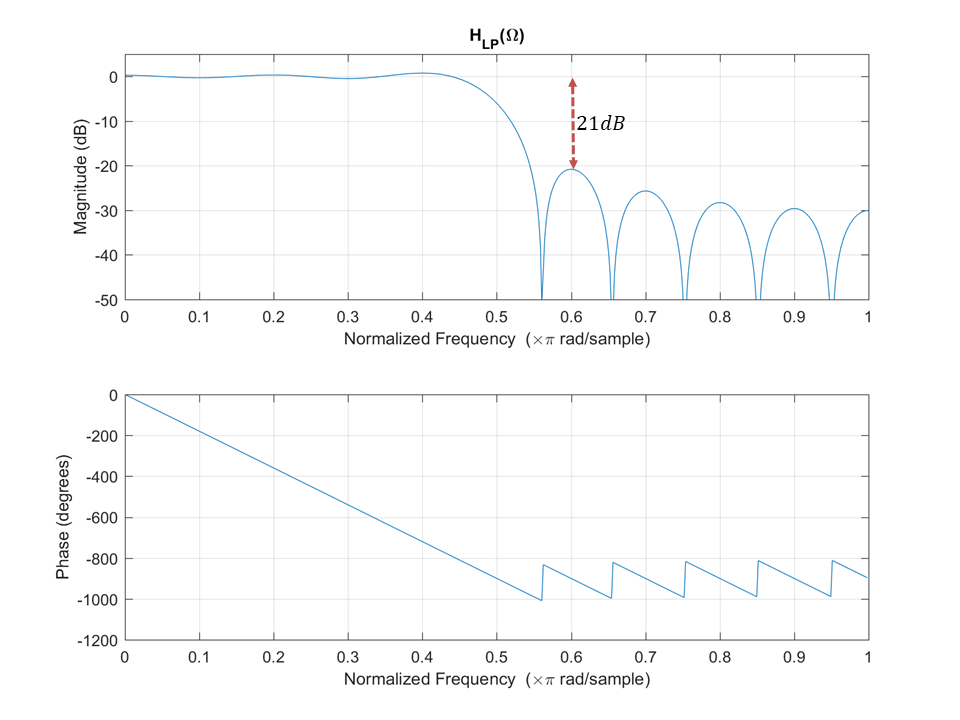 H_LP(Ω)
Magnitude (dB)
0
-10
-20
-30
-40
-50
21dB
0 0.1 0.2 0.3 0.4 0.5 0.6 0.7 0.8 0.9 1
Normalized Frequency (×π rad/sample)
Phase (degrees)
0
-200
-400
-600
-800
-1000
-1200
0 0.1 0.2 0.3 0.4 0.5 0.6 0.7 0.8 0.9 1
Normalized Frequency (×π rad/sample)